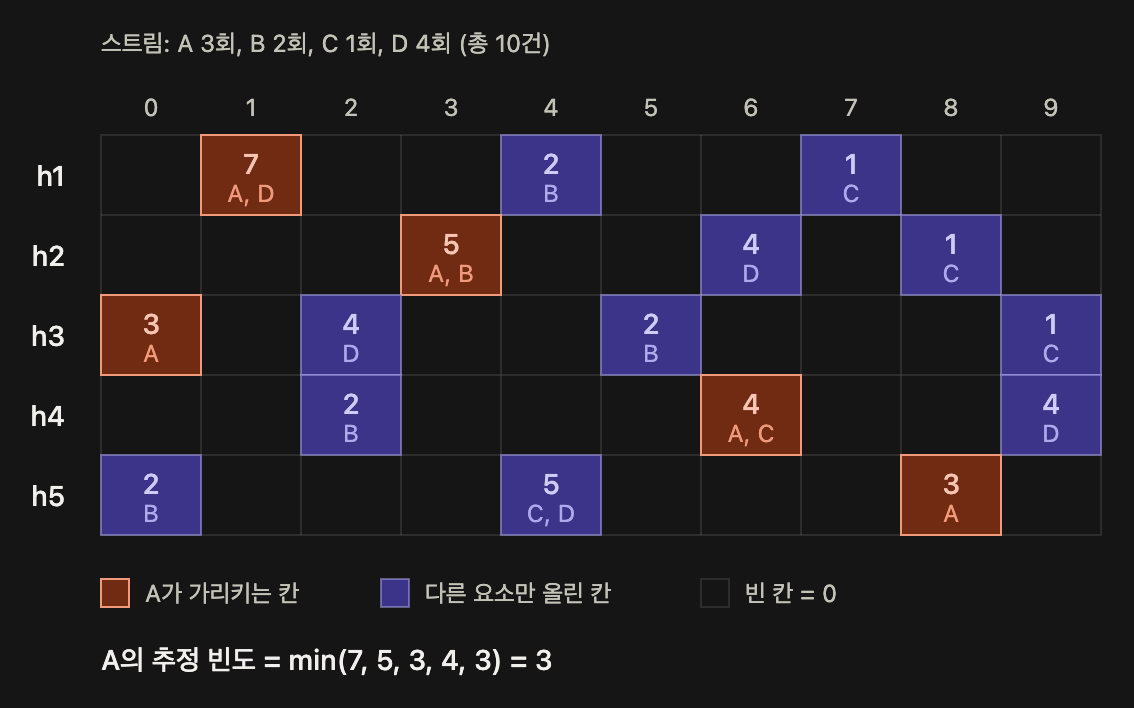 스트림: A 3회, B 2회, C 1회, D 4회 (총 10건)
0 1 2 3 4 5 6 7 8 9
h1 7 2 1
A, D B C
h2 5 4 1
A, B D C
h3 3 4 2 1
A D B C
h4 2 4 4
B A, C D
h5 2 5 3
B C, D A
A가 가리키는 칸 다른 요소만 올린 칸 빈 칸 = 0
A의 추정 빈도 = min(7, 5, 3, 4, 3) = 3